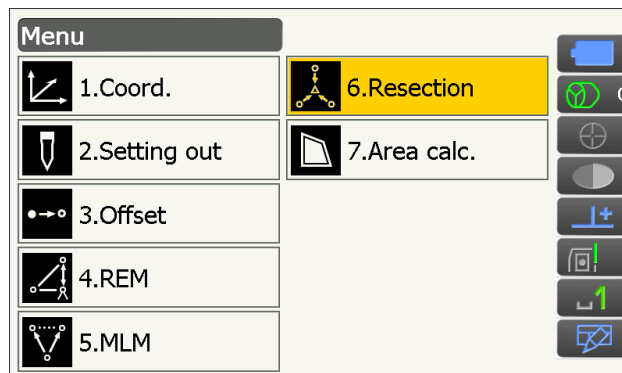 Menu
1.Coord.
2.Setting out
3.Offset
4.REM
5.MLM
6.Resection
7.Area calc.
1